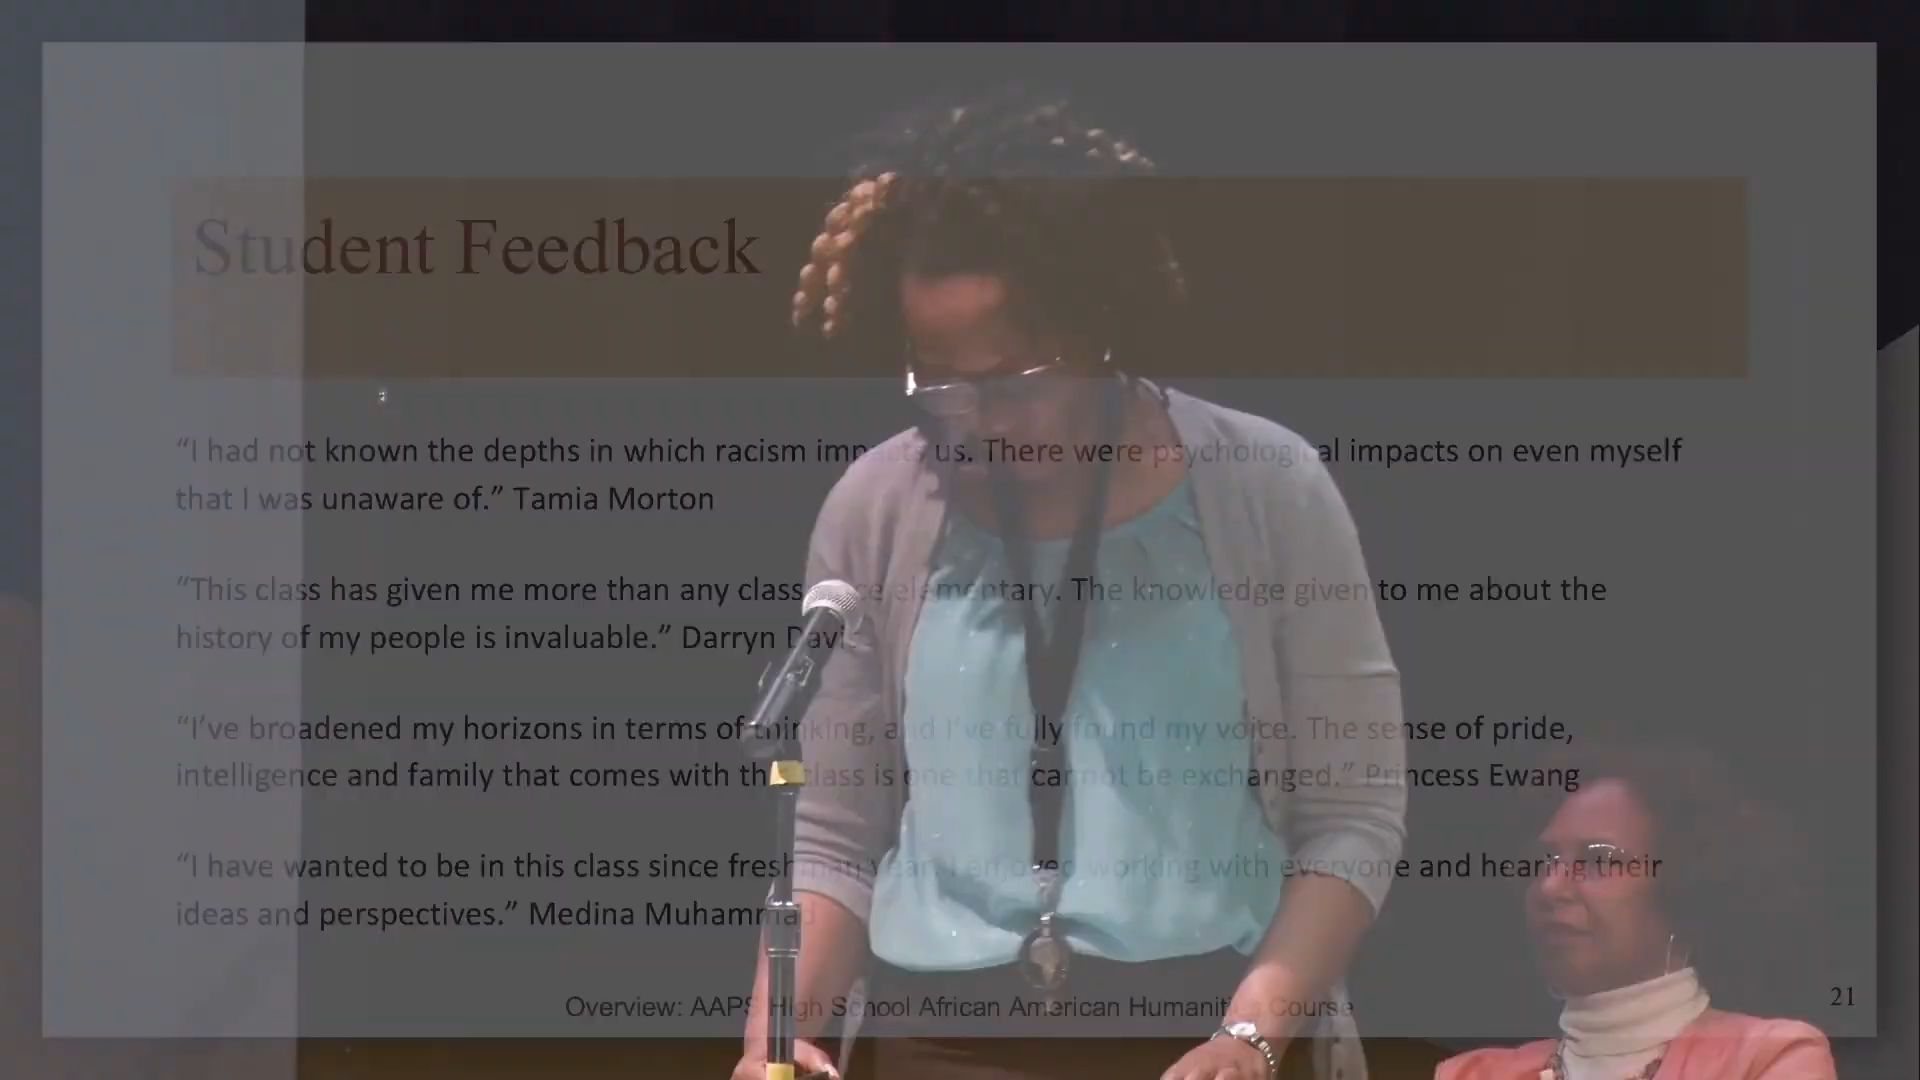 Student Feedback
“I had not known the depths in which racism impacts us. There were psychological impacts on even myself
that I was unaware of.” Tamia Morton
“This class has given me more than any class since elementary. The knowledge given to me about the
history of my people is invaluable.” Darryn Davis
“I’ve broadened my horizons in terms of thinking, and I’ve fully found my voice. The sense of pride,
intelligence and family that comes with this class is one that cannot be exchanged.” Princess Ewang
“I have wanted to be in this class since freshman year. I enjoyed working with everyone and hearing their
ideas and perspectives.” Medina Muhammad
Overview: AAPS High School African American Humanities Course
21